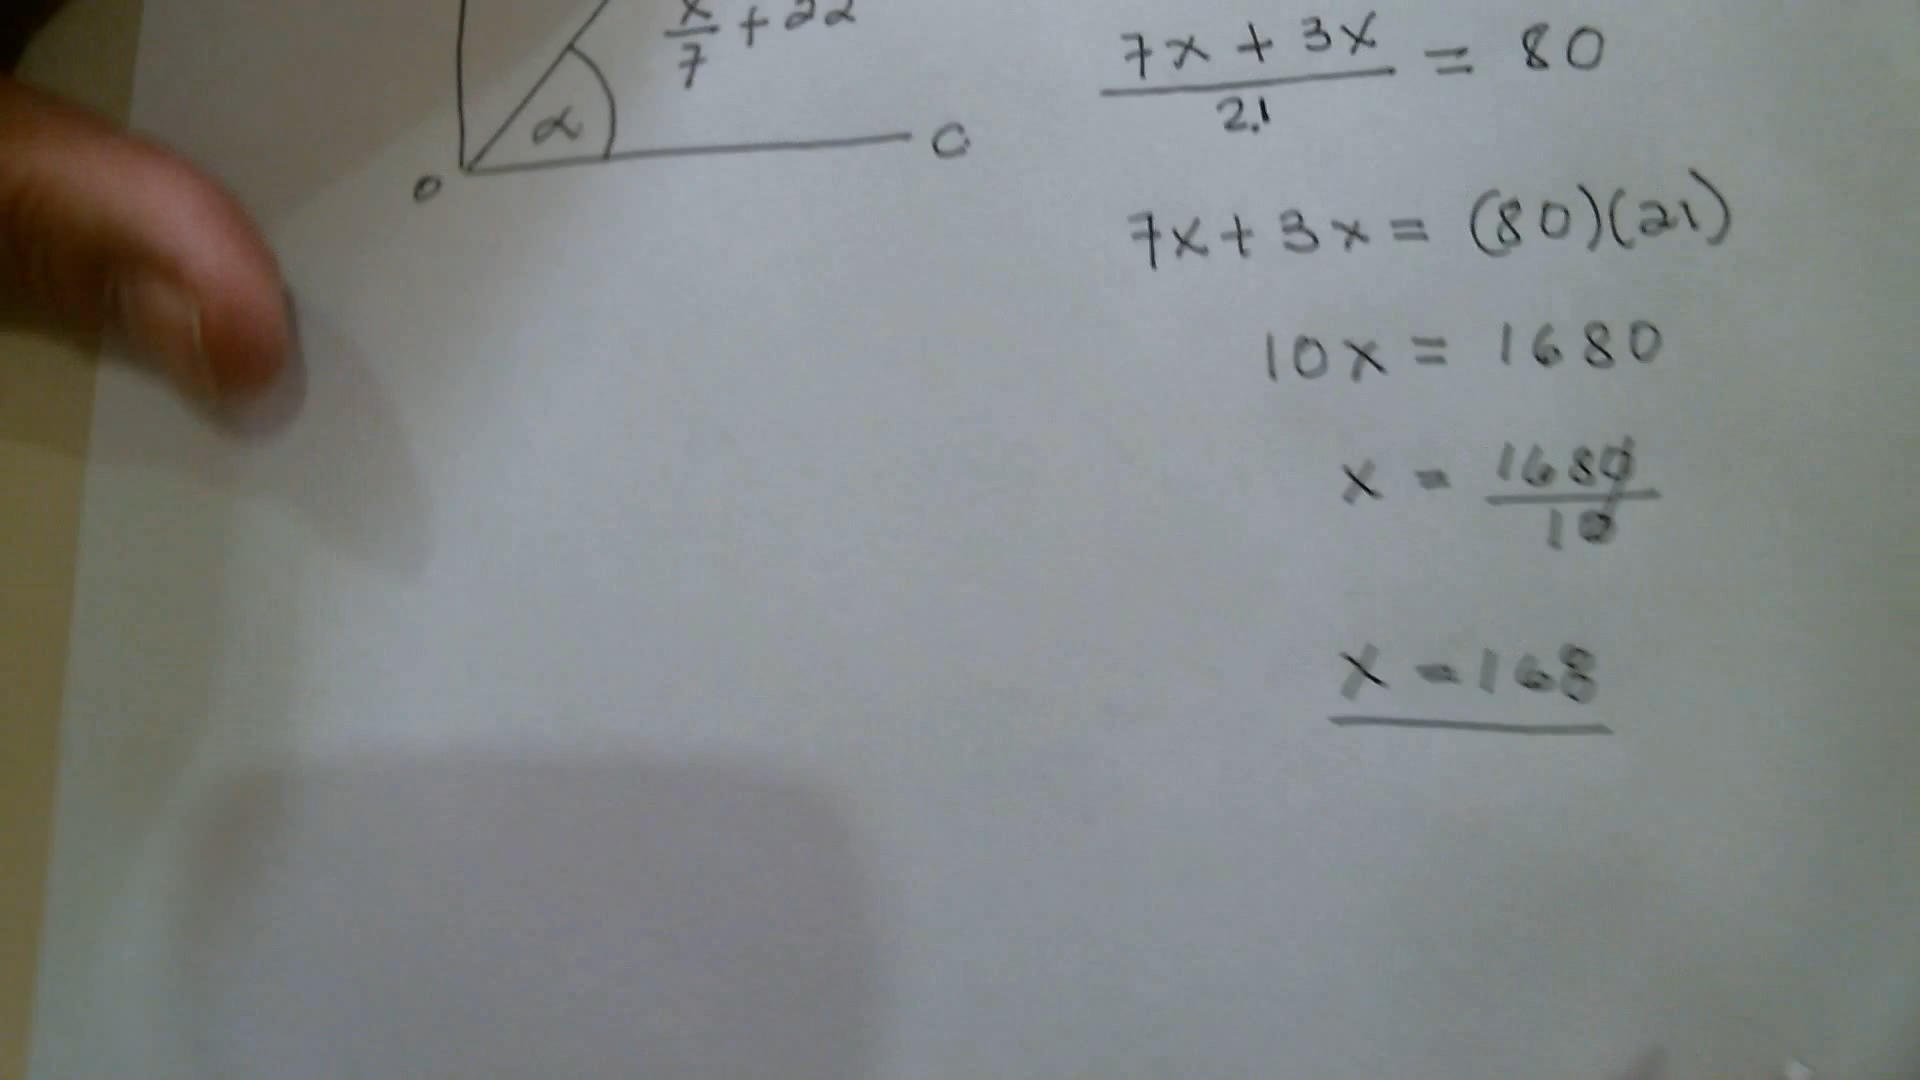 x/7 + 22
α
O
C
(7x + 3x)/21 = 80
7x + 3x = (80)(21)
10x = 1680
x = 1680/10
x = 168